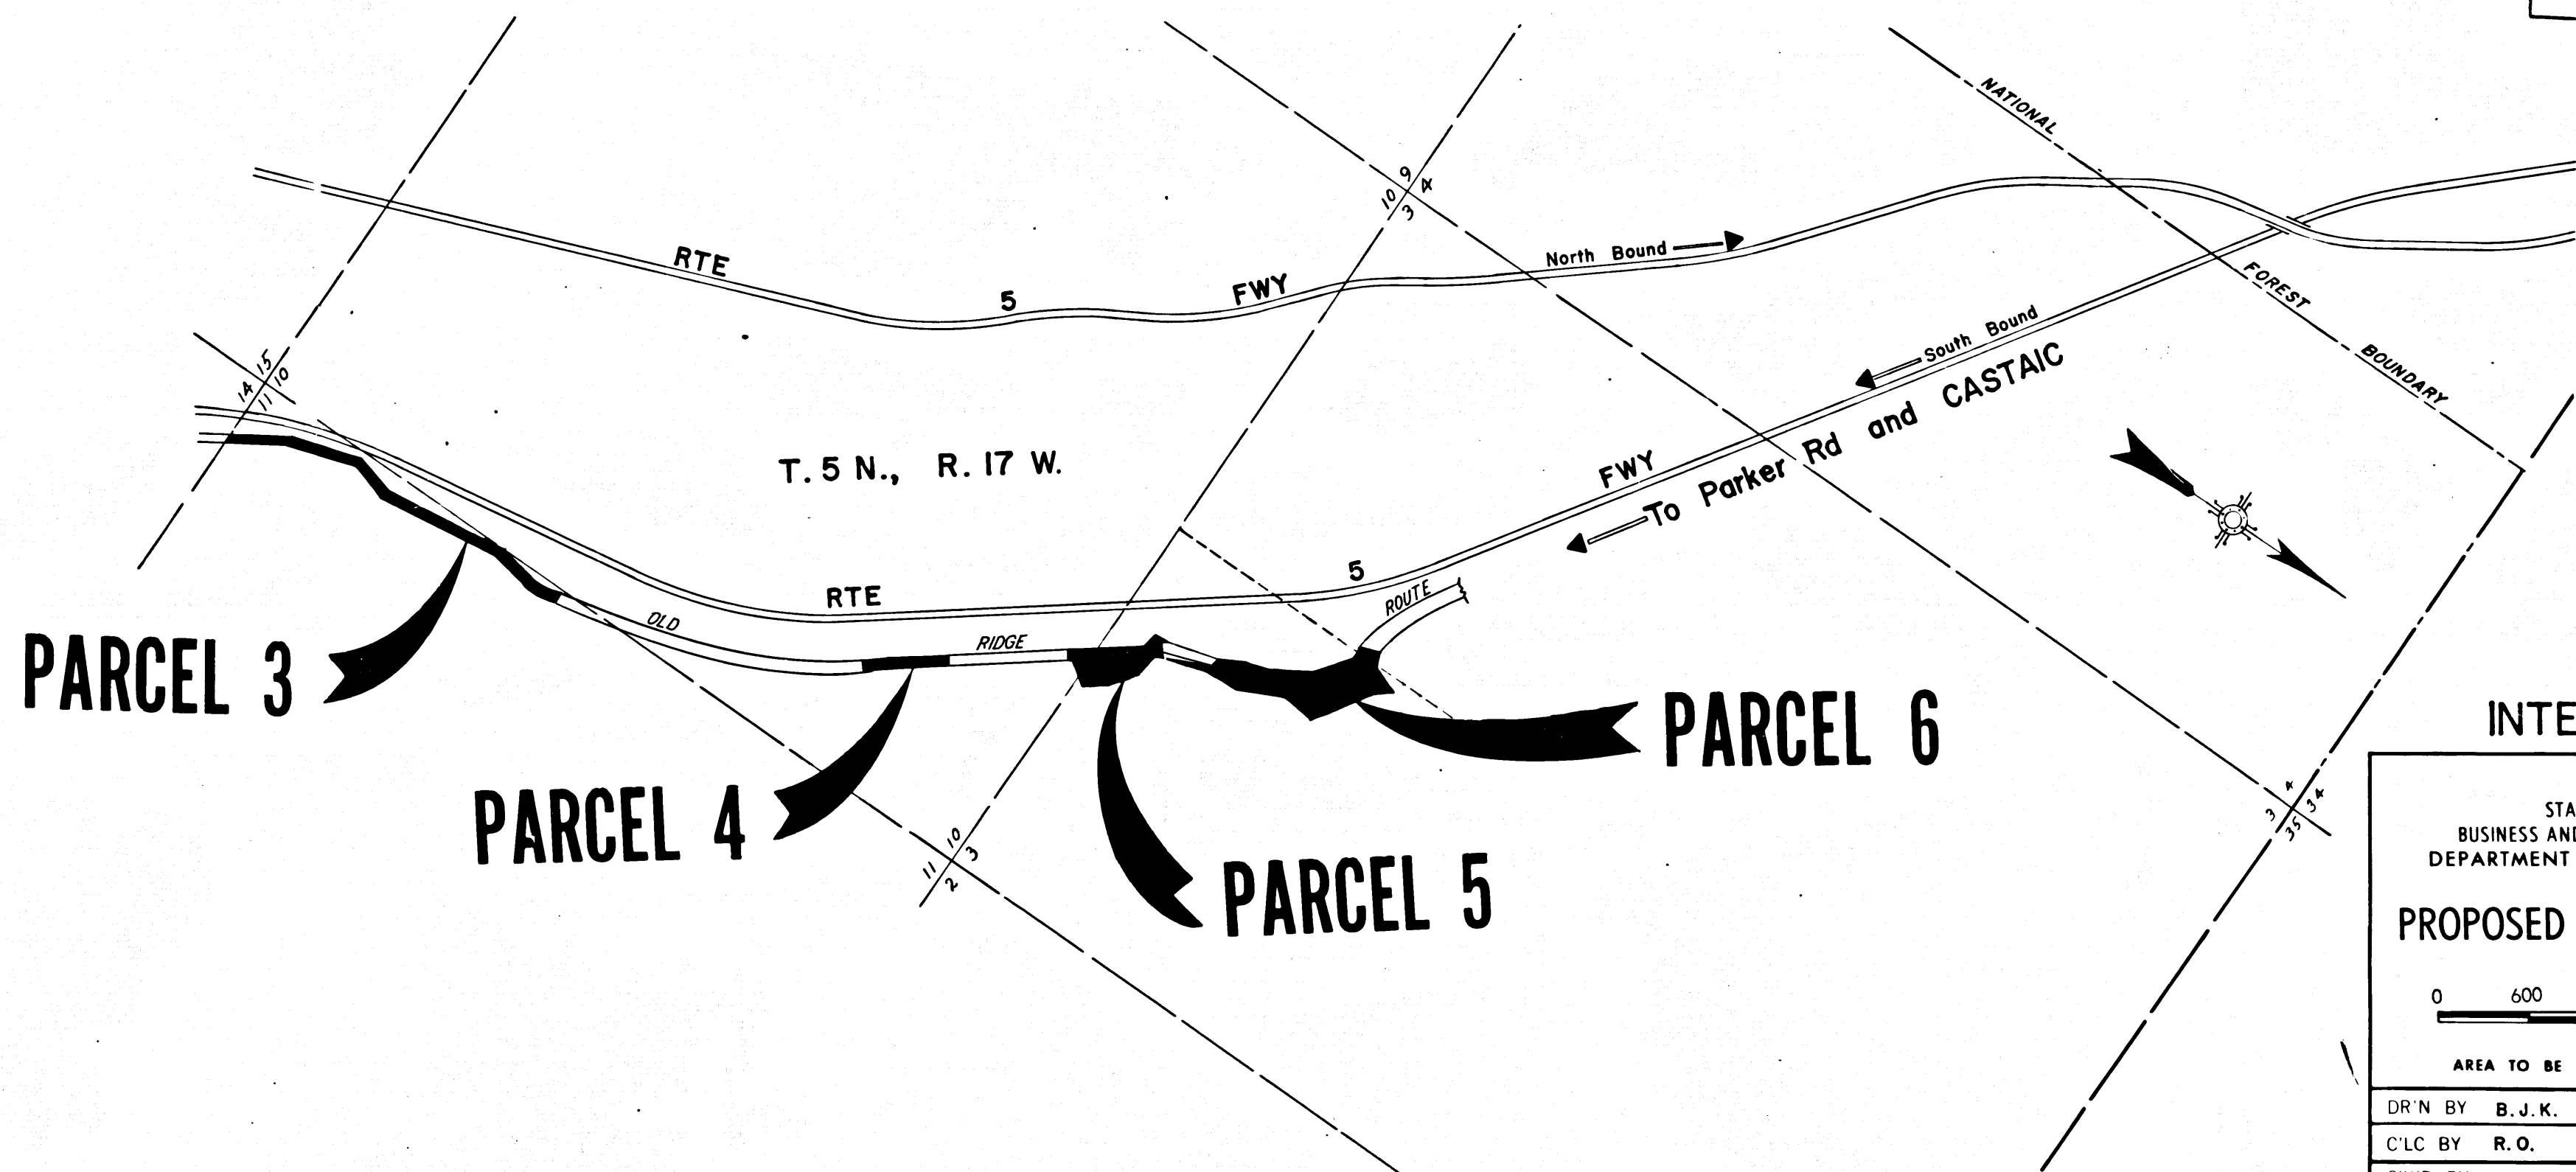 NATIONAL
FOREST
BOUNDARY
9 4
10 3
RTE 5 FWY
North Bound
South Bound
To Parker Rd and CASTAIC
14 15
11 10
T. 5 N., R. 17 W.
RTE 5 FWY
OLD RIDGE ROUTE
PARCEL 3
PARCEL 4
PARCEL 5
PARCEL 6
11 10
2 3
3 4
35 34
INTE
STA
BUSINESS AND
DEPARTMENT
PROPOSED
0 600
AREA TO BE
DR'N BY B.J.K.
C'LC BY R.O.